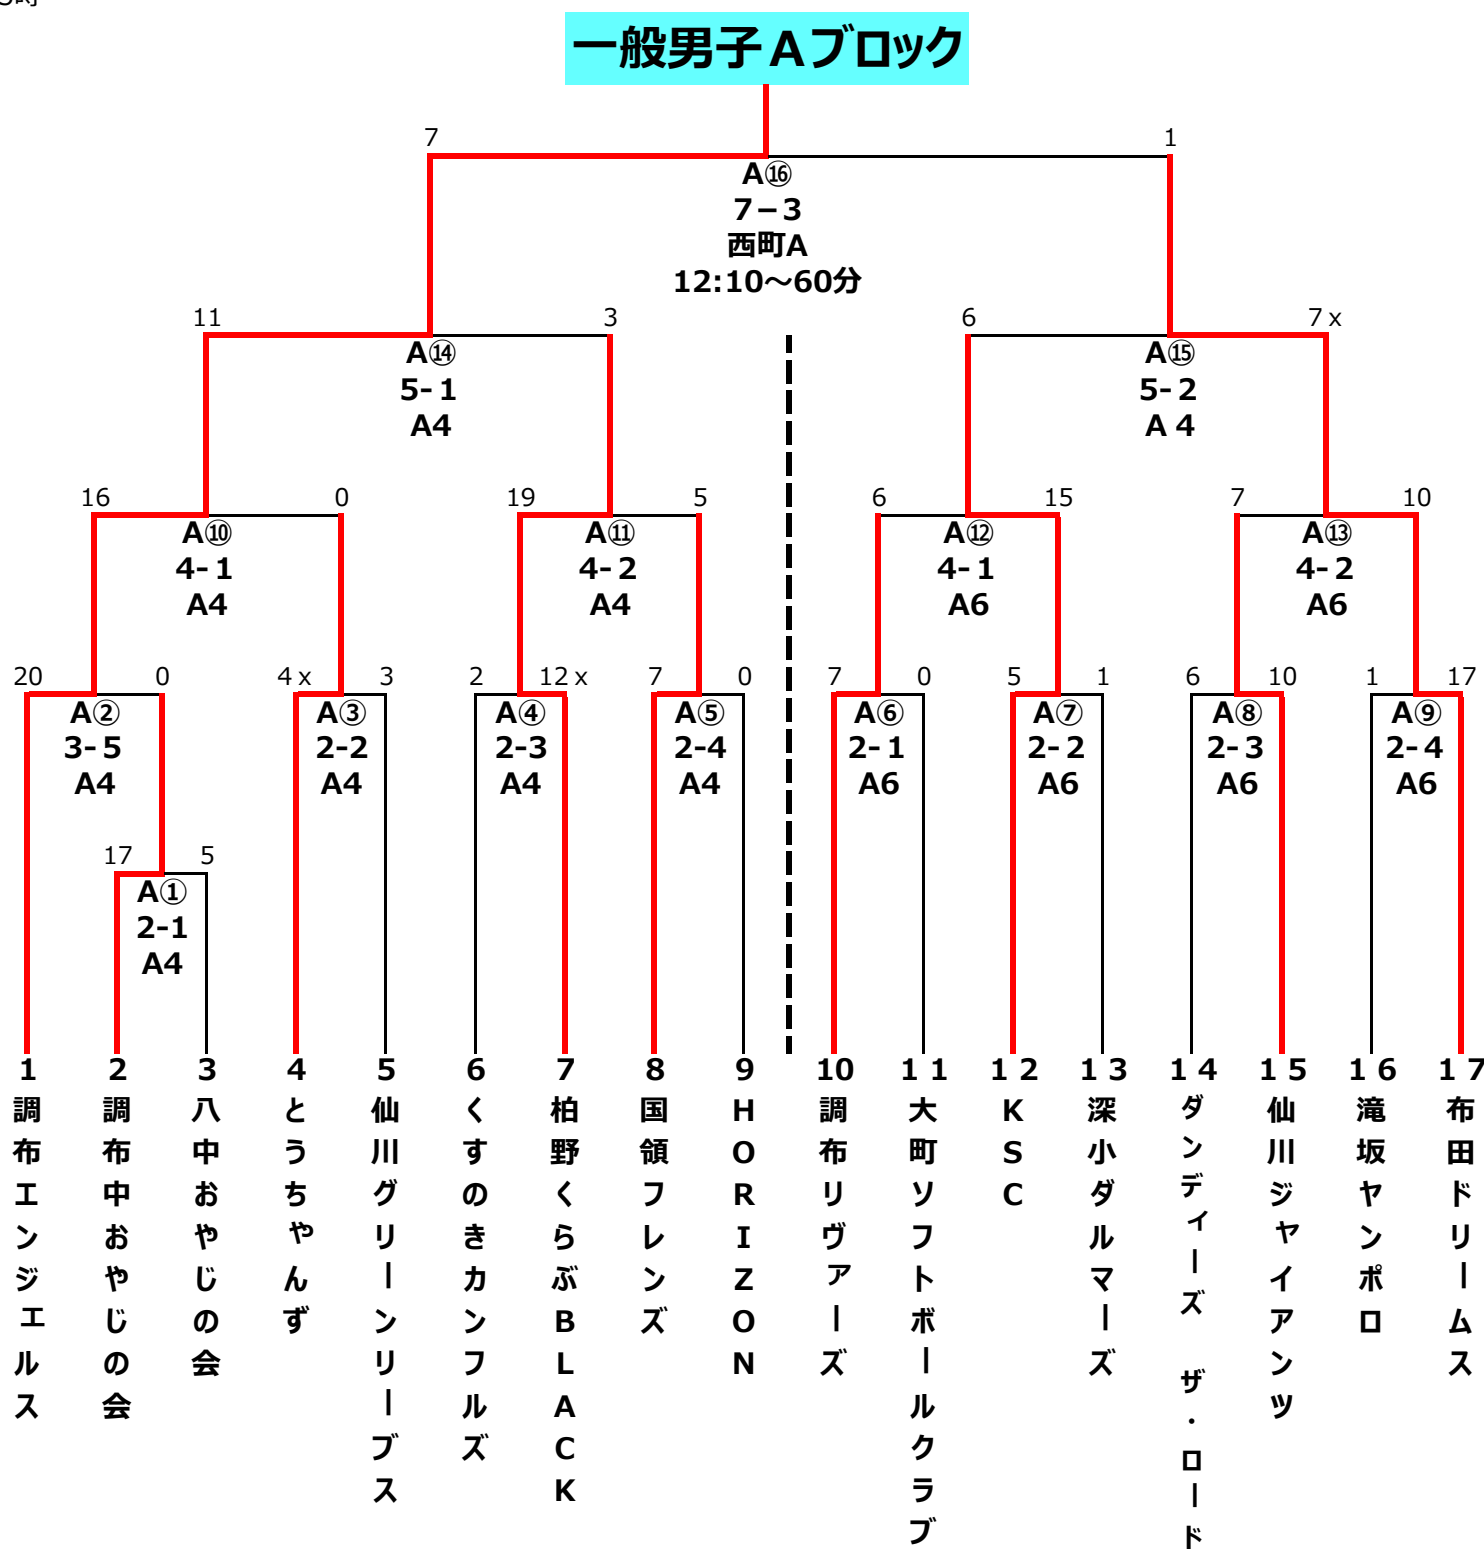 一般男子Aブロック
7 1
A⑯
7－3
西町A
12:10～60分
11 3 6 7x
A⑭ A⑮
5-1 5-2
A4 A4
16 0 19 5 6 15 7 10
A⑩ A⑪ A⑫ A⑬
4-1 4-2 4-1 4-2
A4 A4 A6 A6
20 0 4x 3 2 12x 7 0 7 0 5 1 6 10 1 17
A② A③ A④ A⑤ A⑥ A⑦ A⑧ A⑨
3-5 2-2 2-3 2-4 2-1 2-2 2-3 2-4
A4 A4 A4 A4 A6 A6 A6 A6
17 5
A①
2-1
A4
1 調布エンジェルス
2 調布中おやじの会
3 八中おやじの会
4 とうちゃんず
5 仙川グリーンリーブス
6 くすのきカンフルズ
7 柏野くらぶBLACK
8 国領フレンズ
9 HORIZON
10 調布リヴァーズ
11 大町ソフトボールクラブ
12 KSC
13 深小ダルマーズ
14 ダンディーズ ザ・ロード
15 仙川ジャイアンツ
16 滝坂ヤンポロ
17 布田ドリームス